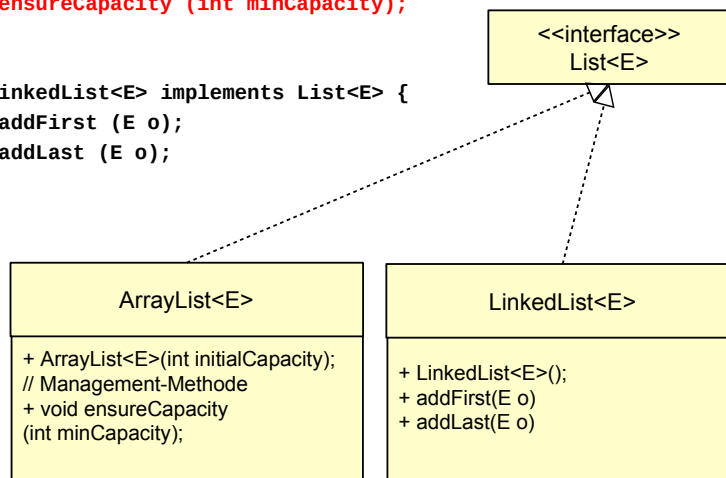 ensureCapacity (int minCapacity);
<<interface>>
List<E>
inkedList<E> implements List<E> {
addFirst (E o);
addLast (E o);
ArrayList<E>
+ ArrayList<E>(int initialCapacity);
// Management-Methode
+ void ensureCapacity
(int minCapacity);
LinkedList<E>
+ LinkedList<E>();
+ addFirst(E o)
+ addLast(E o)